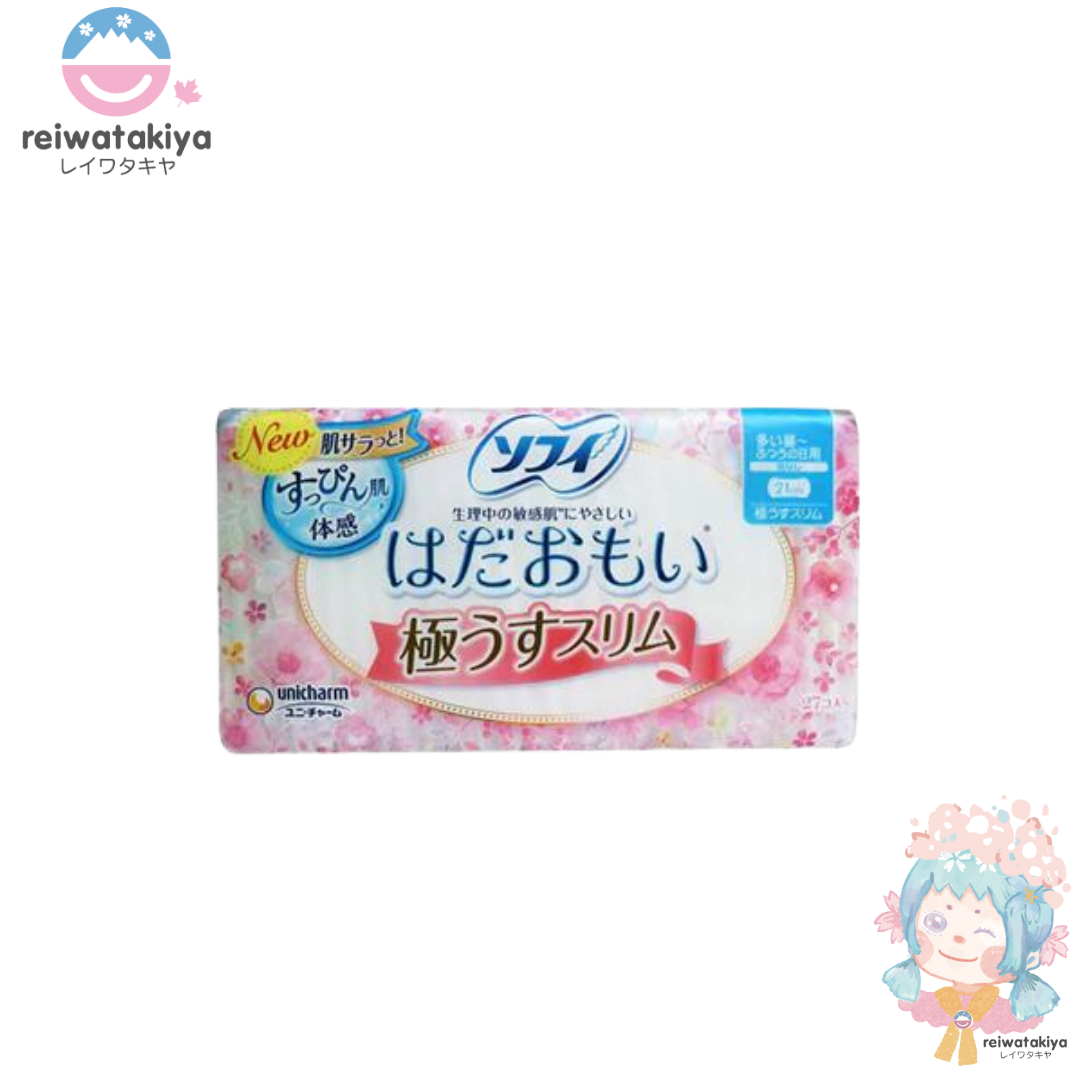 reiwatakiya
レイワタキヤ
New
肌サラっと!
すっぴん肌
体感
ソフィ
生理中の敏感肌にやさしい
はだおもい
極うすスリム
多い昼～
ふつうの日用
羽なし
21cm
極うすスリム
unicharm
ユニ・チャーム
27コ入
reiwatakiya
レイワタキヤ